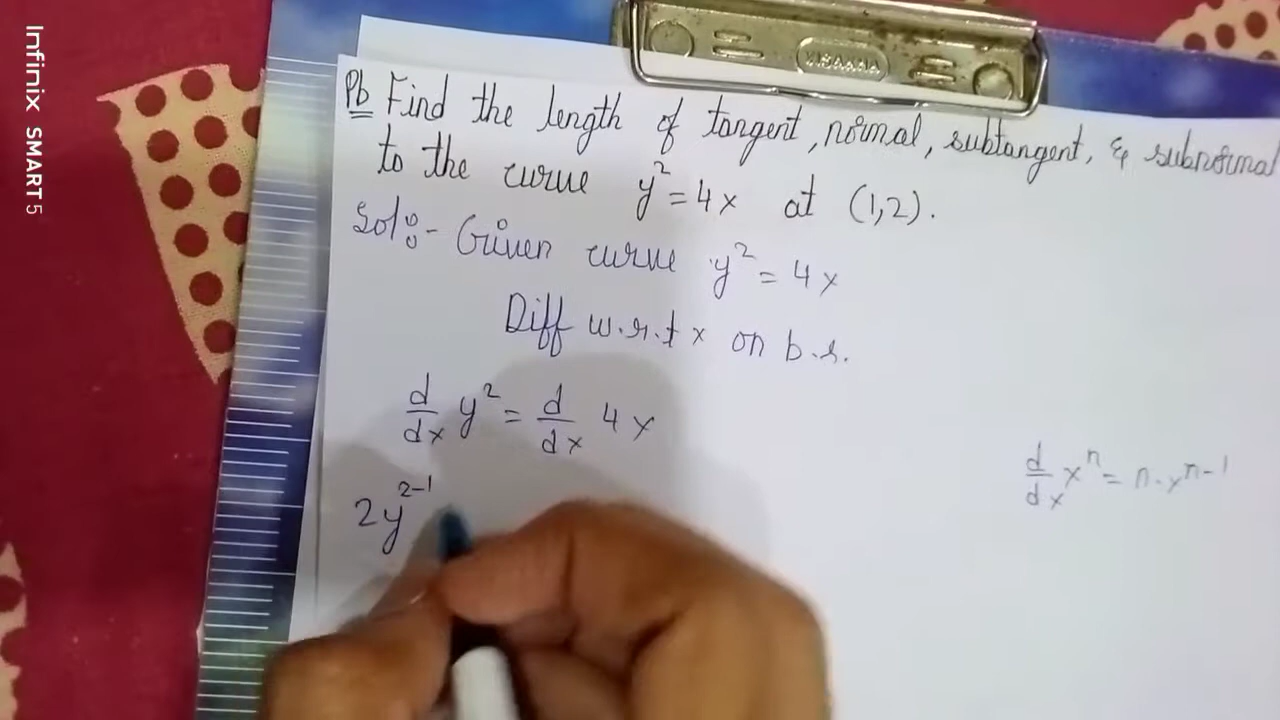 Pb Find the length of tangent, normal, subtangent, & subnormal
to the curve y² = 4x at (1,2).
Sol:- Given curve y² = 4x
Diff w.r.t x on b.s.
d/dx y² = d/dx 4x
d/dx xⁿ = n·xⁿ⁻¹
2y²⁻¹
Infinix SMART 5